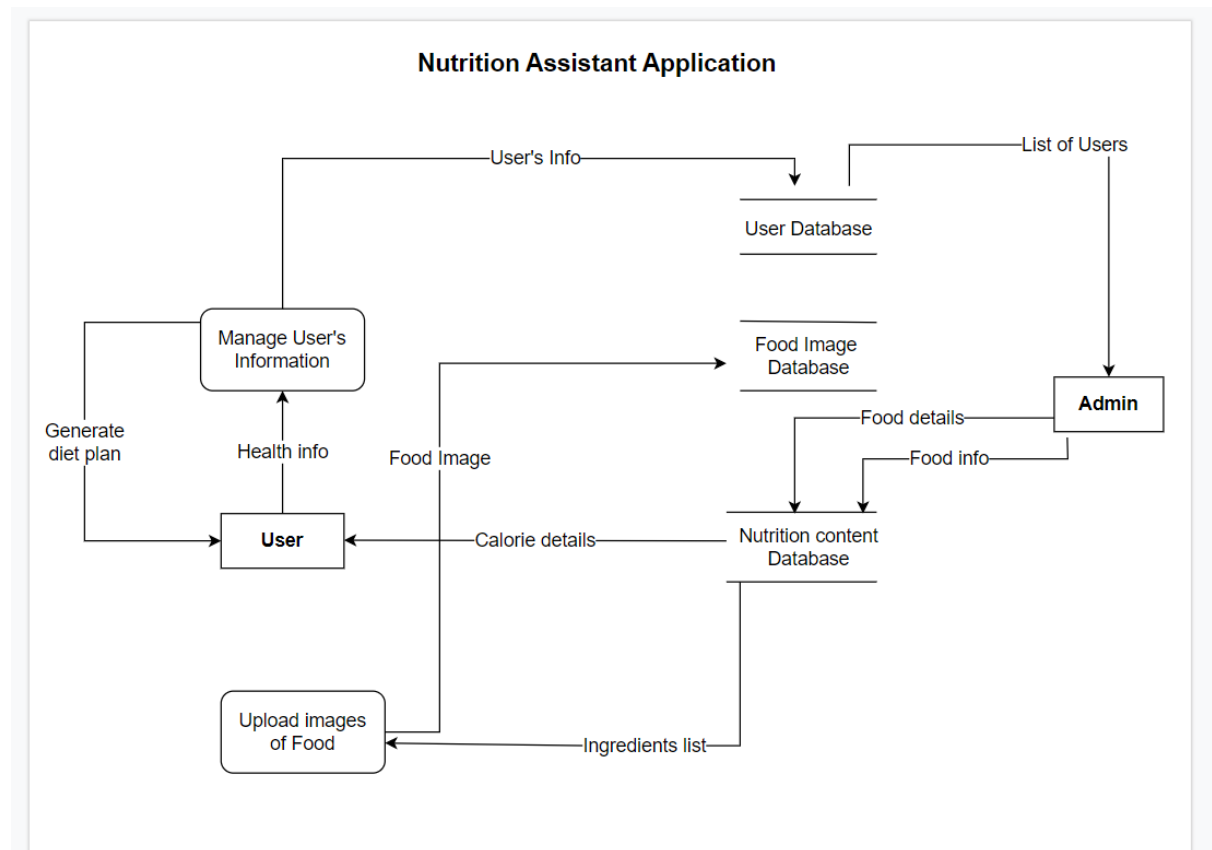 Nutrition Assistant Application
User's Info
List of Users
User Database
Manage User's
Information
Food Image
Database
Admin
Food details
Generate
diet plan
Health info
Food Image
Food info
User
Calorie details
Nutrition content
Database
Upload images
of Food
Ingredients list